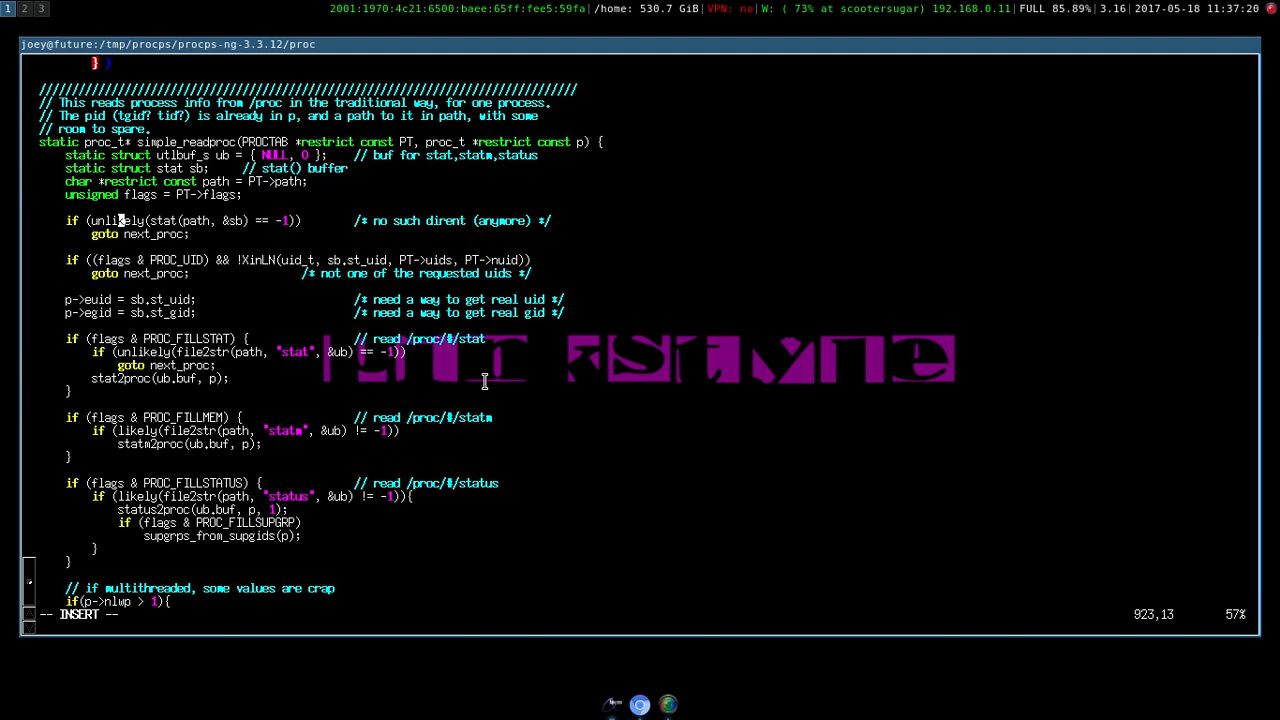 1 2 3 2001:1970:4c21:6500:baee:65ff:fee5:59fa|/home: 530.7 GiB|VPN: no|W: ( 73% at scootersugar) 192.168.0.11|FULL 85.89%|3.16|2017-05-18 11:37:20
joey@future:/tmp/procps/procps-ng-3.3.12/proc
} }
//////////////////////////////////////////////////////////////////////////////////
// This reads process info from /proc in the traditional way, for one process.
// The pid (tgid? tid?) is already in p, and a path to it in path, with some
// room to spare.
static proc_t* simple_readproc(PROCTAB *restrict const PT, proc_t *restrict const p) {
    static struct utlbuf_s ub = { NULL, 0 };    // buf for stat,statm,status
    static struct stat sb;     // stat() buffer
    char *restrict const path = PT->path;
    unsigned flags = PT->flags;
    if (unlikely(stat(path, &sb) == -1))        /* no such dirent (anymore) */
        goto next_proc;
    if ((flags & PROC_UID) && !XinLN(uid_t, sb.st_uid, PT->uids, PT->nuid))
        goto next_proc;                 /* not one of the requested uids */
    p->euid = sb.st_uid;                        /* need a way to get real uid */
    p->egid = sb.st_gid;                        /* need a way to get real gid */
    if (flags & PROC_FILLSTAT) {                // read /proc/#/stat
        if (unlikely(file2str(path, "stat", &ub) == -1))
            goto next_proc;
        stat2proc(ub.buf, p);
    }
    if (flags & PROC_FILLMEM) {                 // read /proc/#/statm
        if (likely(file2str(path, "statm", &ub) != -1))
            statm2proc(ub.buf, p);
    }
    if (flags & PROC_FILLSTATUS) {              // read /proc/#/status
        if (likely(file2str(path, "status", &ub) != -1)){
            status2proc(ub.buf, p, 1);
            if (flags & PROC_FILLSUPGRP)
                supgrps_from_supgids(p);
        }
    }
    // if multithreaded, some values are crap
    if(p->nlwp > 1){
-- INSERT -- 923,13 57%